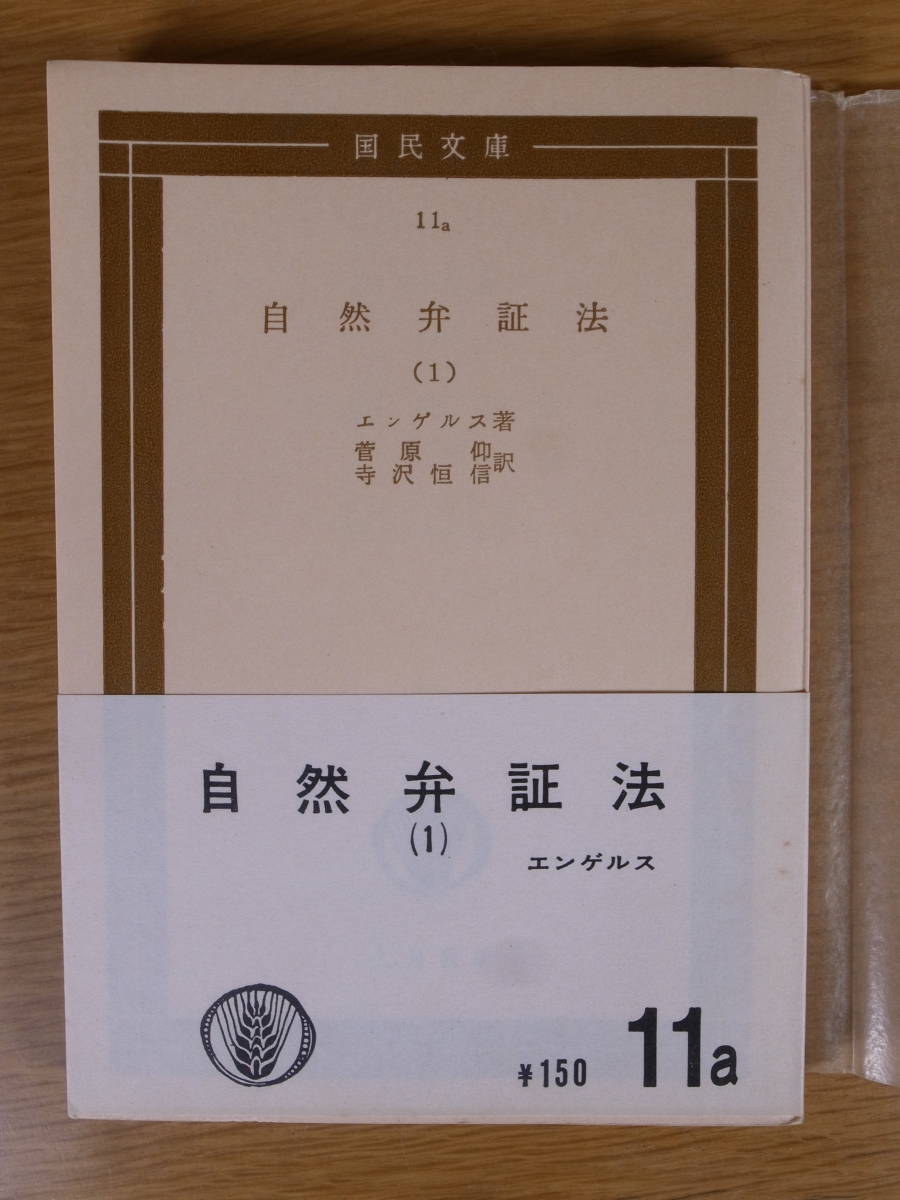 国民文庫
11a
自然弁証法
(1)
エンゲルス著
菅原仰
寺沢恒信訳
自然弁証法
(1)
エンゲルス
¥150
11a